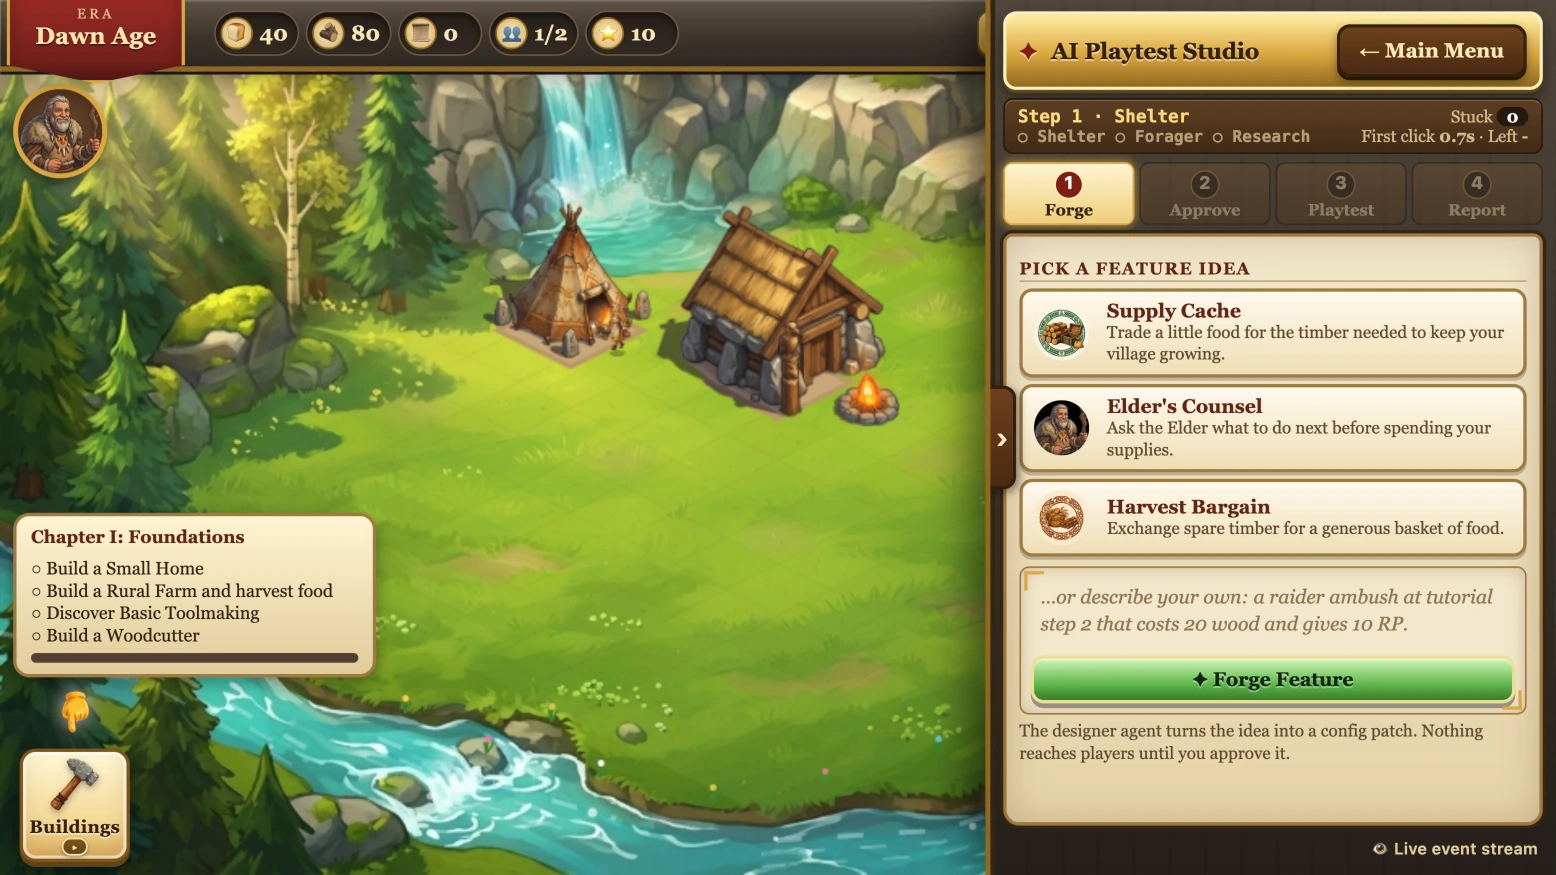 ERA
Dawn Age
40
80
0
1/2
10
Chapter I: Foundations
○ Build a Small Home
○ Build a Rural Farm and harvest food
○ Discover Basic Toolmaking
○ Build a Woodcutter
Buildings
✦ AI Playtest Studio
← Main Menu
Step 1 · Shelter
Stuck 0
○ Shelter ○ Forager ○ Research
First click 0.7s · Left -
1
Forge
2
Approve
3
Playtest
4
Report
PICK A FEATURE IDEA
Supply Cache
Trade a little food for the timber needed to keep your
village growing.
Elder's Counsel
Ask the Elder what to do next before spending your
supplies.
Harvest Bargain
Exchange spare timber for a generous basket of food.
...or describe your own: a raider ambush at tutorial
step 2 that costs 20 wood and gives 10 RP.
✦ Forge Feature
The designer agent turns the idea into a config patch. Nothing
reaches players until you approve it.
Live event stream